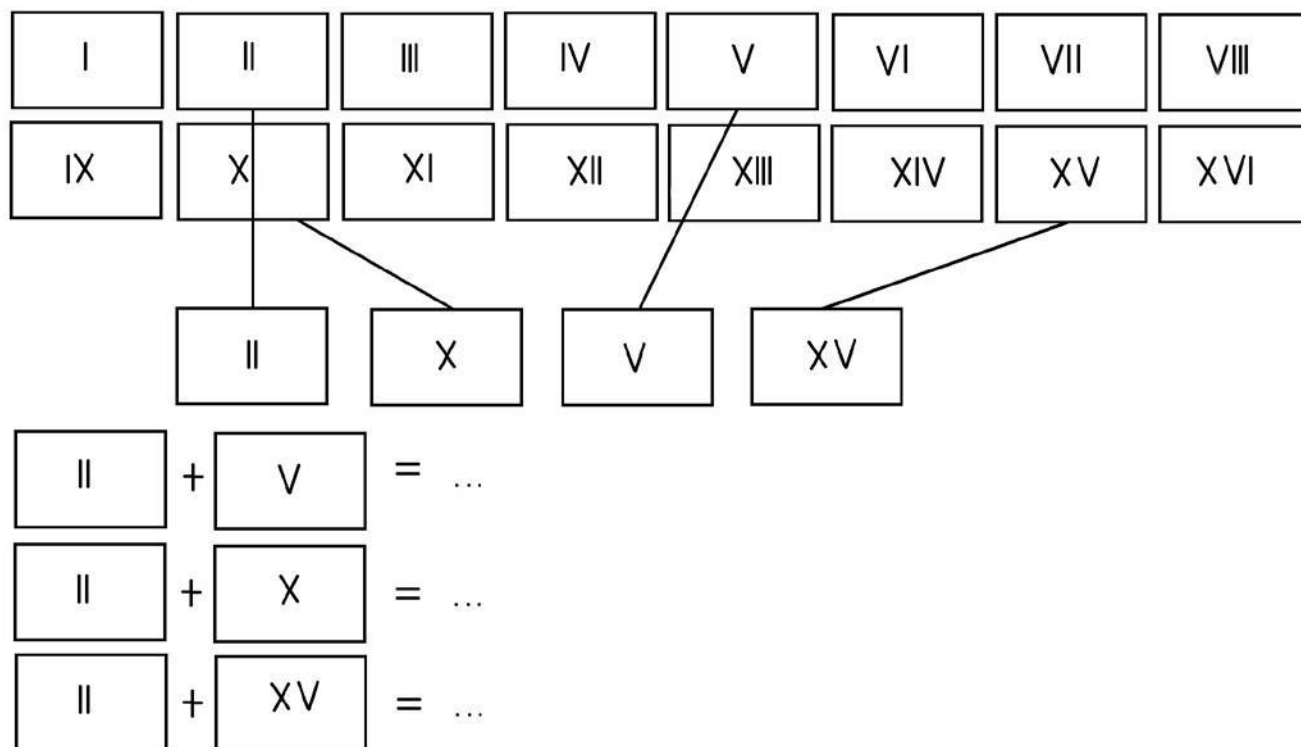 I II III IV V VI VII VIII
IX X XI XII XIII XIV XV XVI
II X V XV
II + V = ...
II + X = ...
II + XV = ...